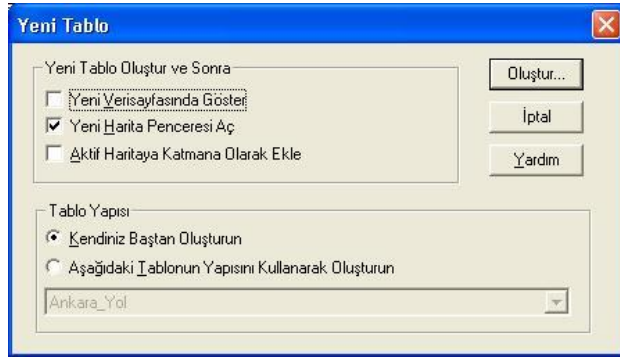 Yeni Tablo
Yeni Tablo Oluştur ve Sonra
Yeni Verisayfasında Göster
Yeni Harita Penceresi Aç
Aktif Haritaya Katmana Olarak Ekle
Oluştur...
İptal
Yardım
Tablo Yapısı
Kendiniz Baştan Oluşturun
Aşağıdaki Tablonun Yapısını Kullanarak Oluşturun
Ankara_Yol